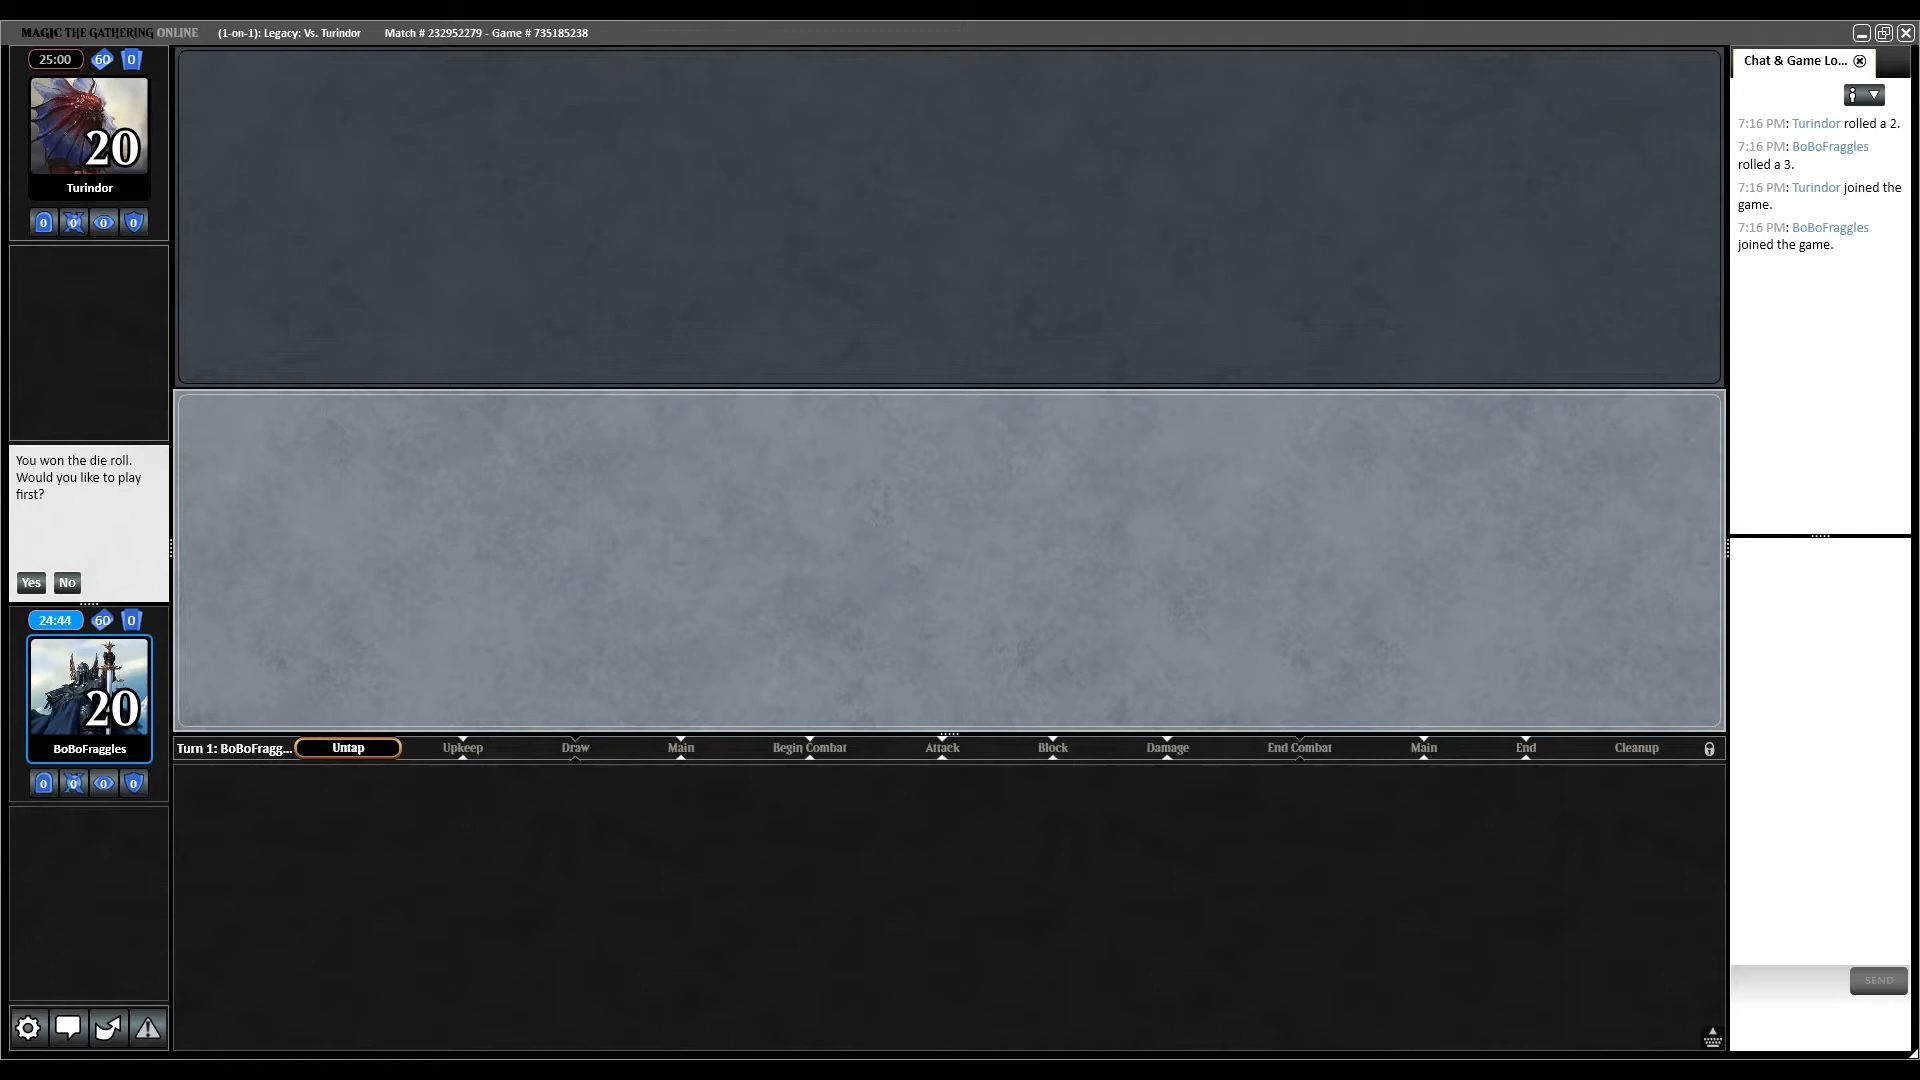 MAGIC THE GATHERING ONLINE (1-on-1): Legacy: Vs. Turindor Match # 232952279 - Game # 735185238
25:00 60 0
20
Turindor
0 0 0 0
You won the die roll.
Would you like to play
first?
Yes No
24:44 60 0
20
BoBoFraggles
0 0 0 0
Turn 1: BoBoFragg... Untap Upkeep Draw Main Begin Combat Attack Block Damage End Combat Main End Cleanup
Chat & Game Lo...
7:16 PM: Turindor rolled a 2.
7:16 PM: BoBoFraggles
rolled a 3.
7:16 PM: Turindor joined the
game.
7:16 PM: BoBoFraggles
joined the game.
SEND